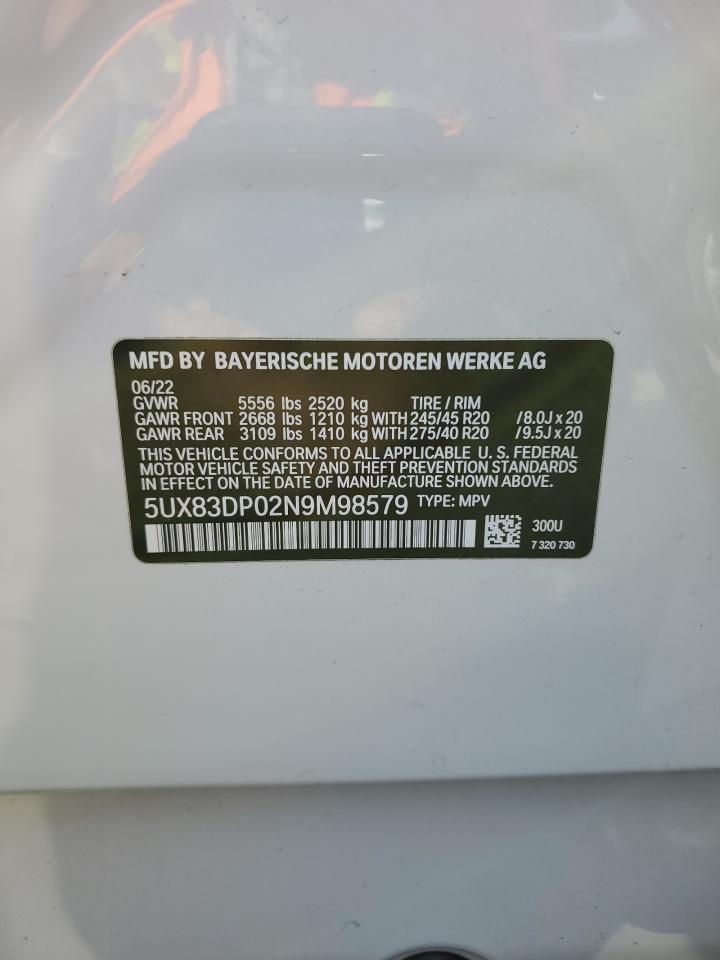 MFD BY BAYERISCHE MOTOREN WERKE AG
06/22
GVWR 5556 lbs 2520 kg TIRE / RIM
GAWR FRONT 2668 lbs 1210 kg WITH 245/45 R20 /8.0J x 20
GAWR REAR 3109 lbs 1410 kg WITH 275/40 R20 /9.5J x 20
THIS VEHICLE CONFORMS TO ALL APPLICABLE U. S. FEDERAL
MOTOR VEHICLE SAFETY AND THEFT PREVENTION STANDARDS
IN EFFECT ON THE DATE OF MANUFACTURE SHOWN ABOVE.
5UX83DP02N9M98579 TYPE: MPV
300U
7 320 730